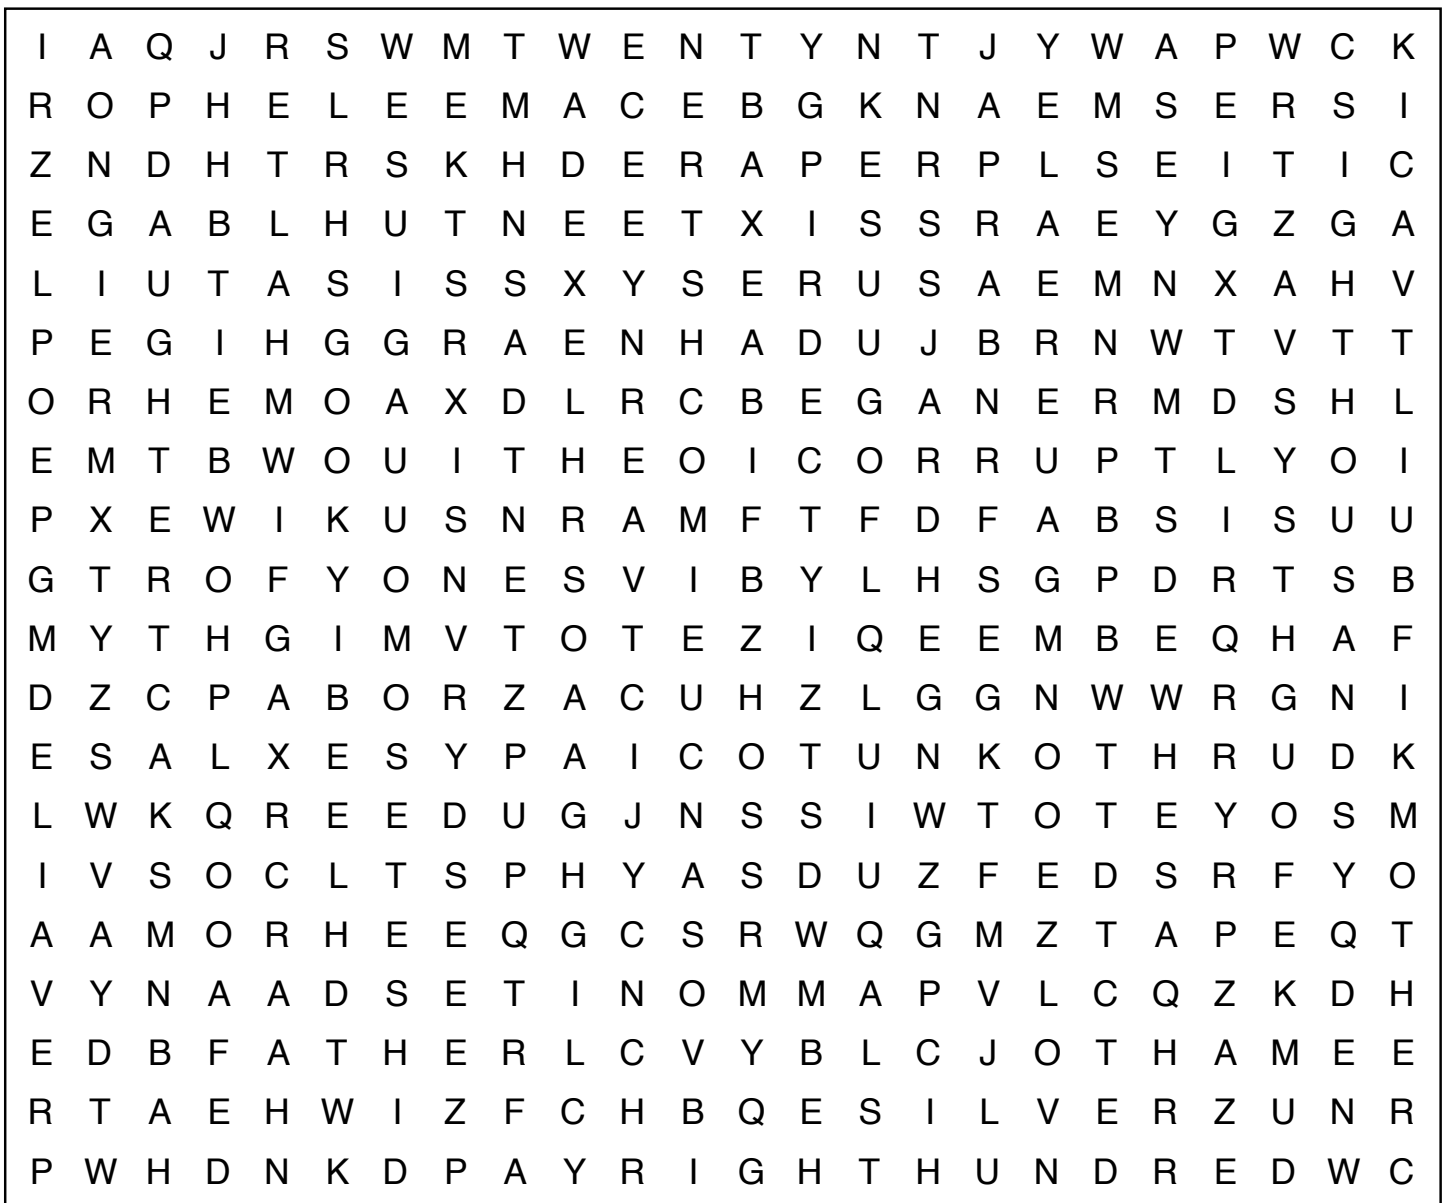 I A Q J R S W M T W E N T Y N T J Y W A P W C K
R O P H E L E E M A C E B G K N A E M S E R S I
Z N D H T R S K H D E R A P E R P L S E I T I C
E G A B L H U T N E E T X I S S R A E Y G Z G A
L I U T A S I S S X Y S E R U S A E M N X A H V
P E G I H G G R A E N H A D U J B R N W T V T T
O R H E M O A X D L R C B E G A N E R M D S H L
E M T B W O U I T H E O I C O R R U P T L Y O I
P X E W I K U S N R A M F T F D F A B S I S U U
G T R O F Y O N E S V I B Y L H S G P D R T S B
M Y T H G I M V T O T E Z I Q E E M B E Q H A F
D Z C P A B O R Z A C U H Z L G G N W W R G N I
E S A L X E S Y P A I C O T U N K O T H R U D K
L W K Q R E E D U G J N S S I W T O T E Y O S M
I V S O C L T S P H Y A S D U Z F E D S R F Y O
A A M O R H E E Q G C S R W Q G M Z T A P E Q T
V Y N A A D S E T I N O M M A P V L C Q Z K D H
E D B F A T H E R L C V Y B L C J O T H A M E E
R T A E H W I Z F C H B Q E S I L V E R Z U N R
P W H D N K D P A Y R I G H T H U N D R E D W C